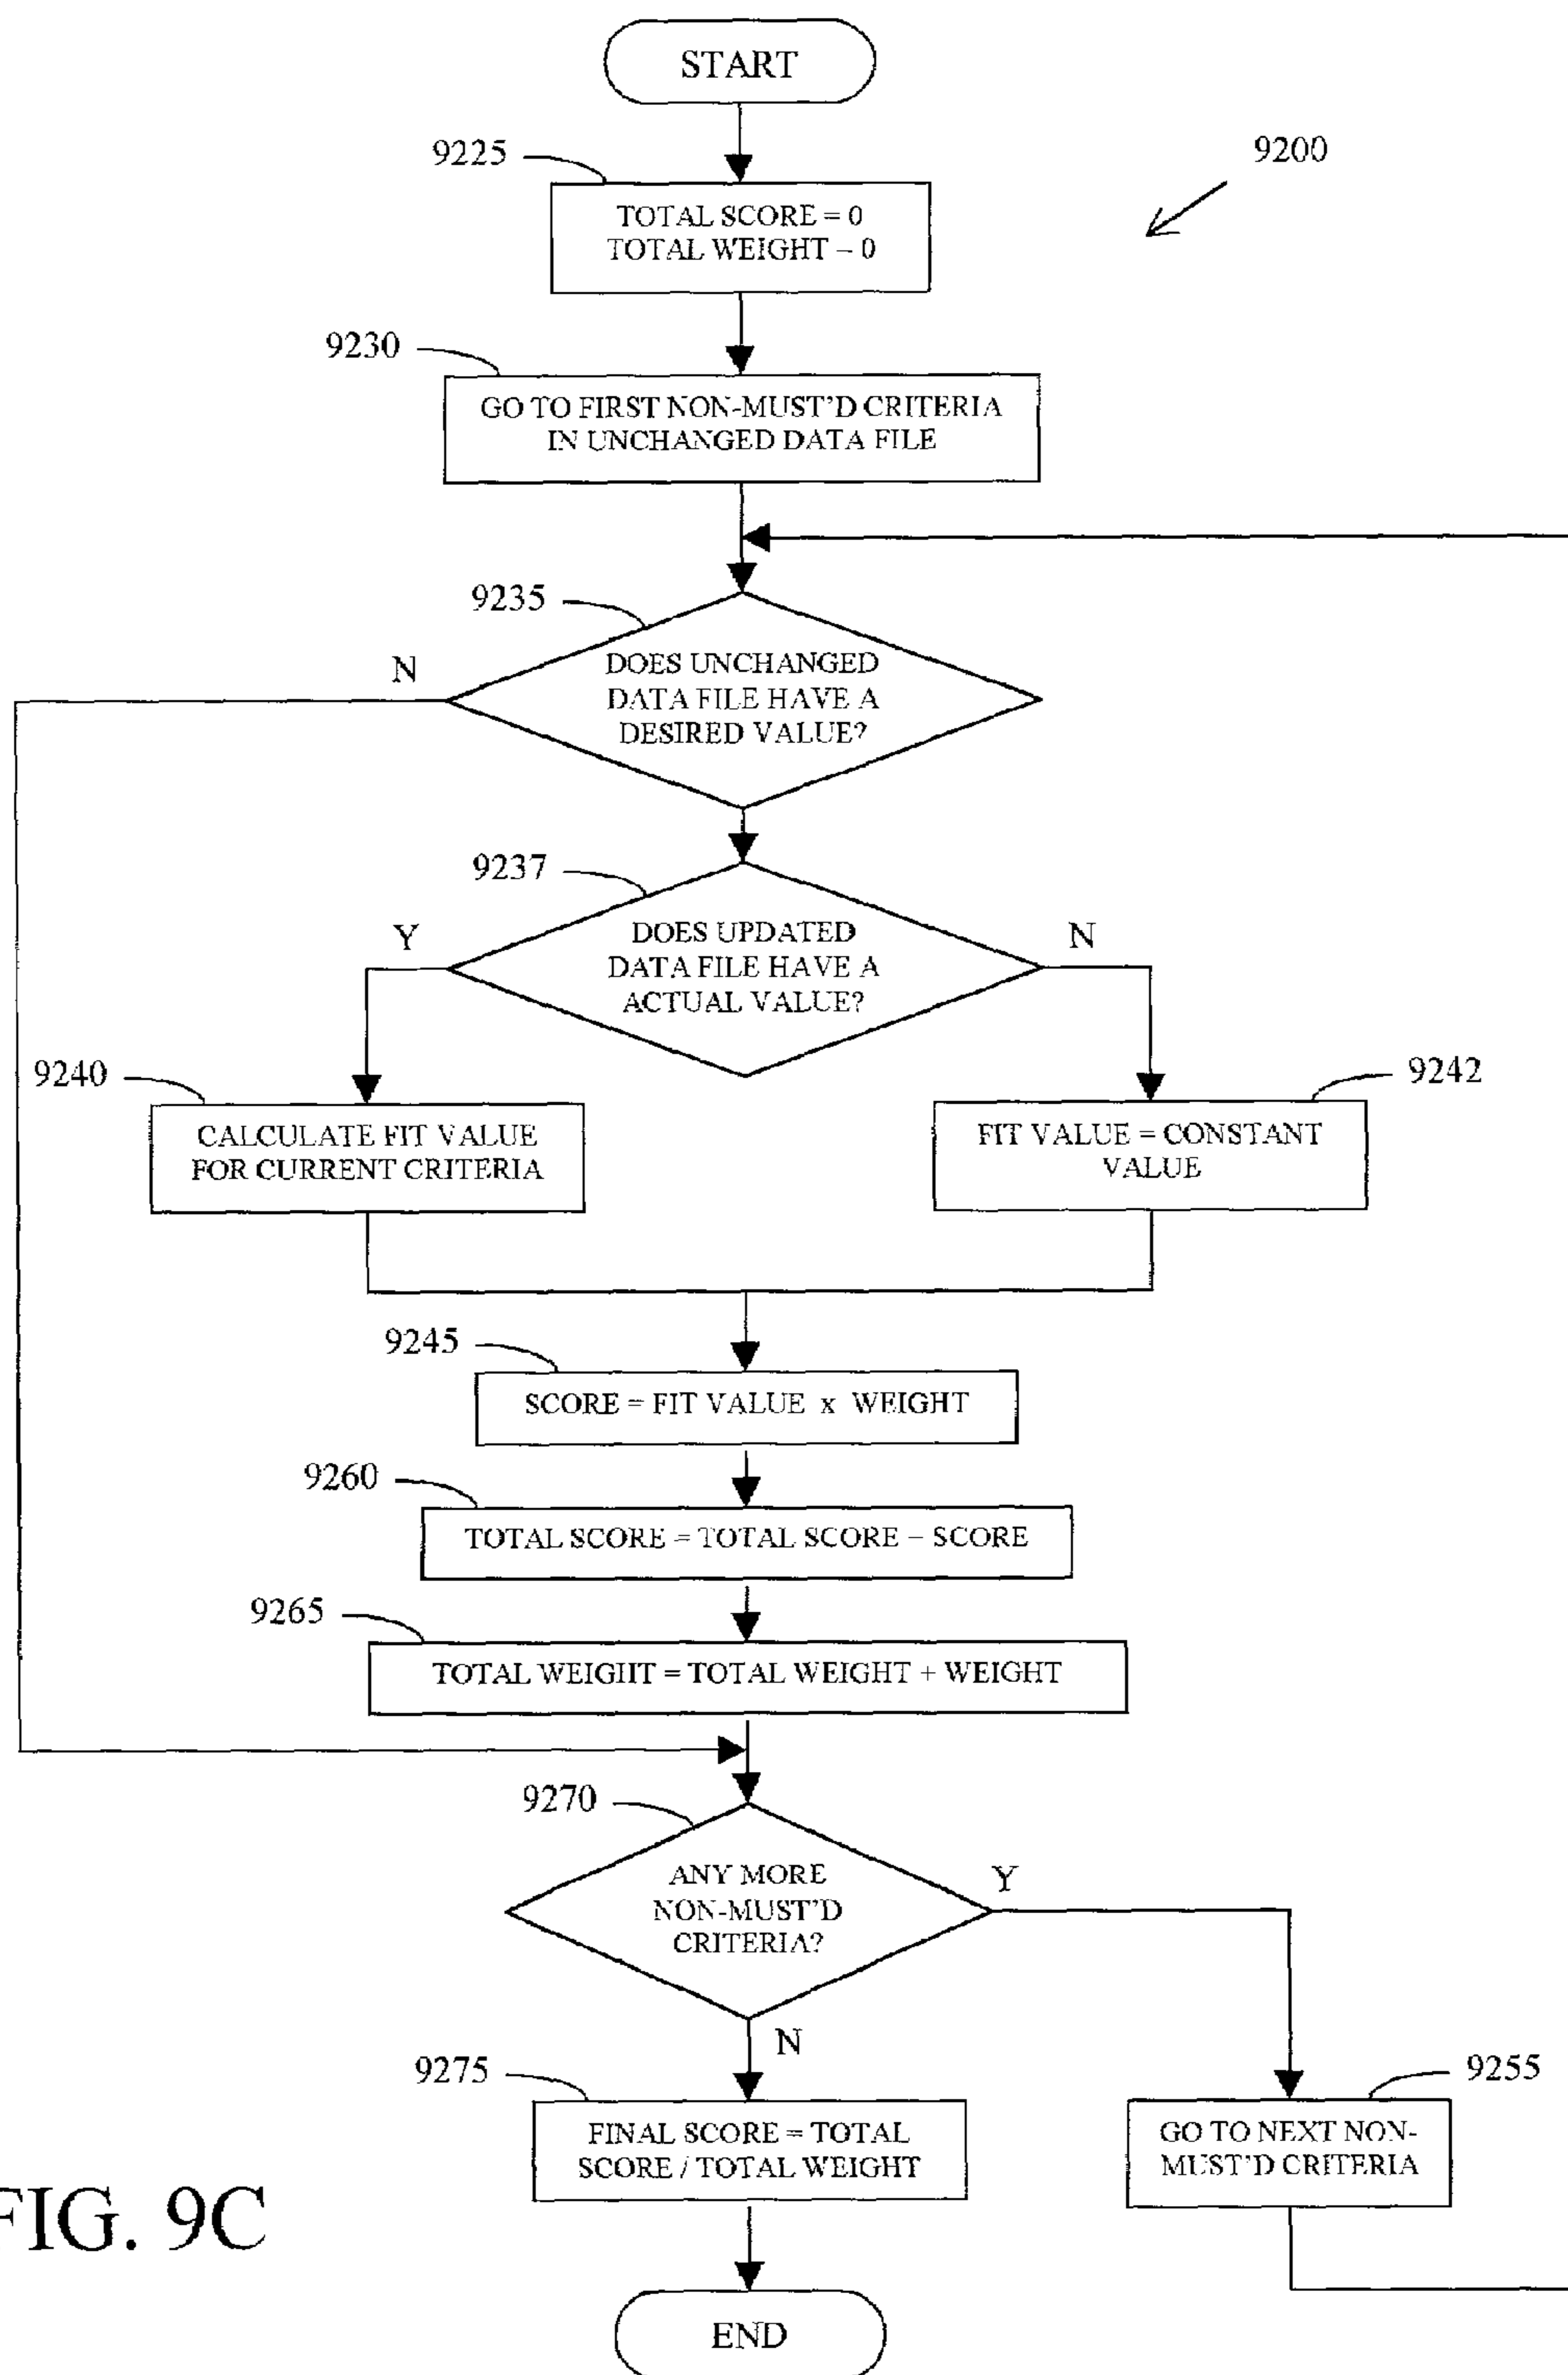 START
9225
9200
TOTAL SCORE = 0
TOTAL WEIGHT – 0
9230
GO TO FIRST NON-MUST'D CRITERIA
IN UNCHANGED DATA FILE
9235
N
DOES UNCHANGED
DATA FILE HAVE A
DESIRED VALUE?
9237
Y
N
DOES UPDATED
DATA FILE HAVE A
ACTUAL VALUE?
9240
9242
CALCULATE FIT VALUE
FOR CURRENT CRITERIA
FIT VALUE = CONSTANT
VALUE
9245
SCORE = FIT VALUE x WEIGHT
9260
TOTAL SCORE = TOTAL SCORE – SCORE
9265
TOTAL WEIGHT = TOTAL WEIGHT + WEIGHT
9270
Y
ANY MORE
NON-MUST'D
CRITERIA?
N
9275
9255
FINAL SCORE = TOTAL
SCORE / TOTAL WEIGHT
GO TO NEXT NON-
MUST'D CRITERIA
FIG. 9C
END